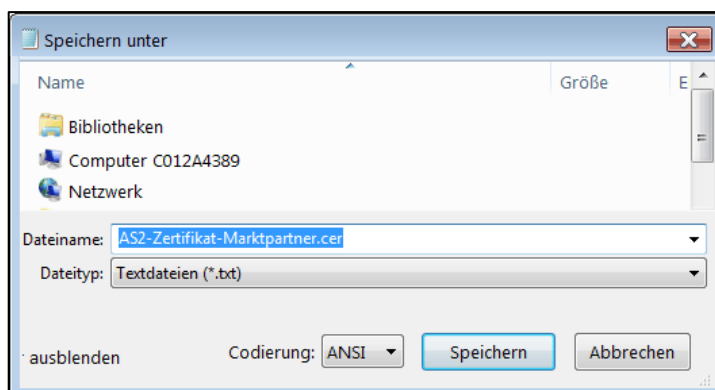 Speichern unter
Name Größe E
Bibliotheken
Computer C012A4389
Netzwerk
Dateiname: AS2-Zertifikat-Marktpartner.cer
Dateityp: Textdateien (*.txt)
ausblenden Codierung: ANSI Speichern Abbrechen